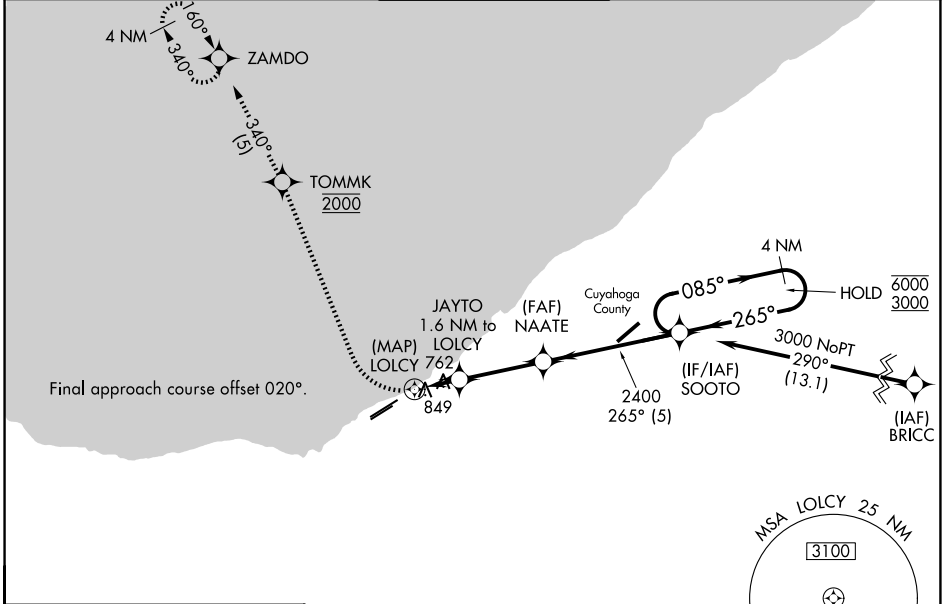 160°
4 NM
340°
ZAMDO
340°
(5)
TOMMK
2000
4 NM
HOLD
6000
3000
085°
265°
Cuyahoga
County
(FAF)
NAATE
JAYTO
1.6 NM to
LOLCY
762
(MAP)
LOLCY
849
Final approach course offset 020°.
3000 NoPT
290°
(13.1)
(IF/IAF)
SOOTO
2400
265° (5)
(IAF)
BRICC
MSA LOLCY 25 NM
3100